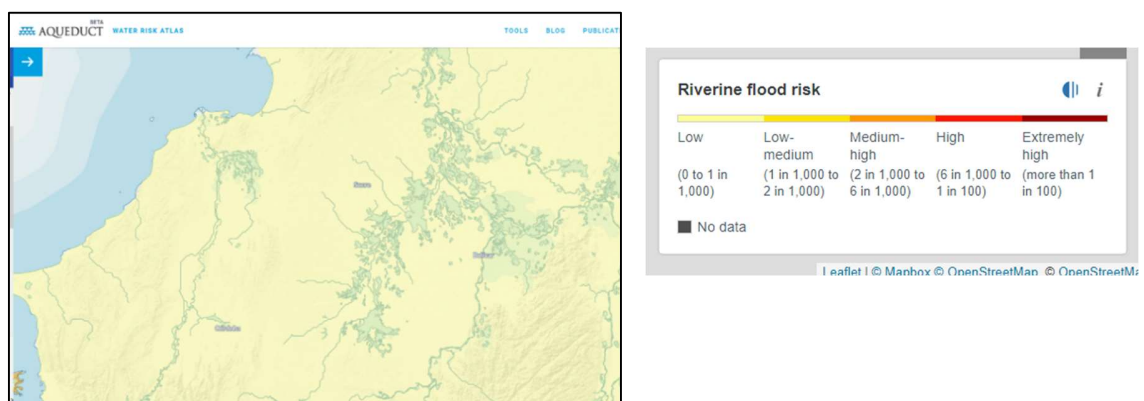 BETA
AQUEDUCT WATER RISK ATLAS
TOOLS BLOG PUBLICAT
Sucre
Bolívar
Córdoba
Riverine flood risk
i
Low Low- Medium- High Extremely
medium high high
(0 to 1 in (1 in 1,000 to (2 in 1,000 to (6 in 1,000 to (more than 1
1,000) 2 in 1,000) 6 in 1,000) 1 in 100) in 100)
No data
Leaflet | © Mapbox © OpenStreetMap, © OpenStreetMa